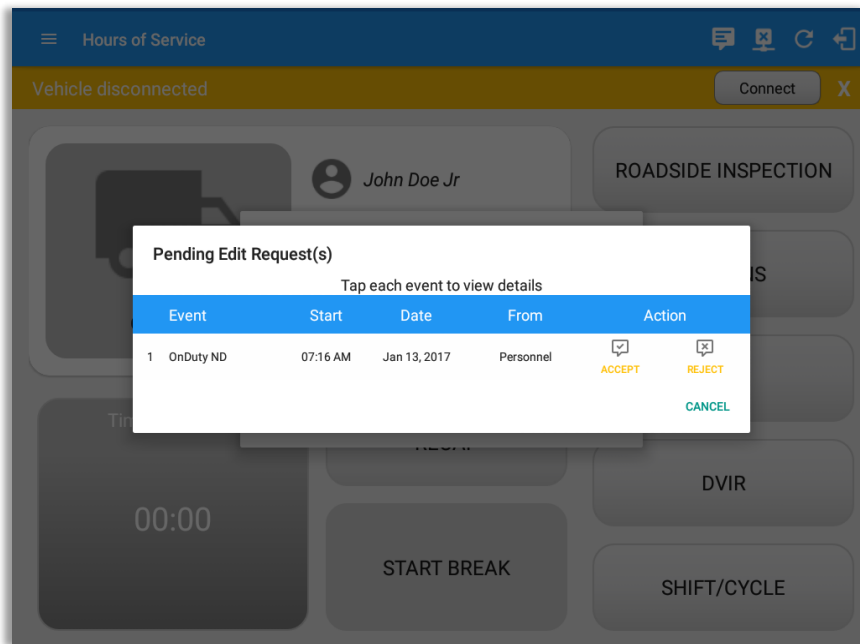 Hours of Service
Vehicle disconnected
Connect
X
John Doe Jr
ROADSIDE INSPECTION
Pending Edit Request(s)
Tap each event to view details
Event Start Date From Action
1 OnDuty ND 07:16 AM Jan 13, 2017 Personnel
ACCEPT REJECT
CANCEL
DVIR
00:00
START BREAK
SHIFT/CYCLE